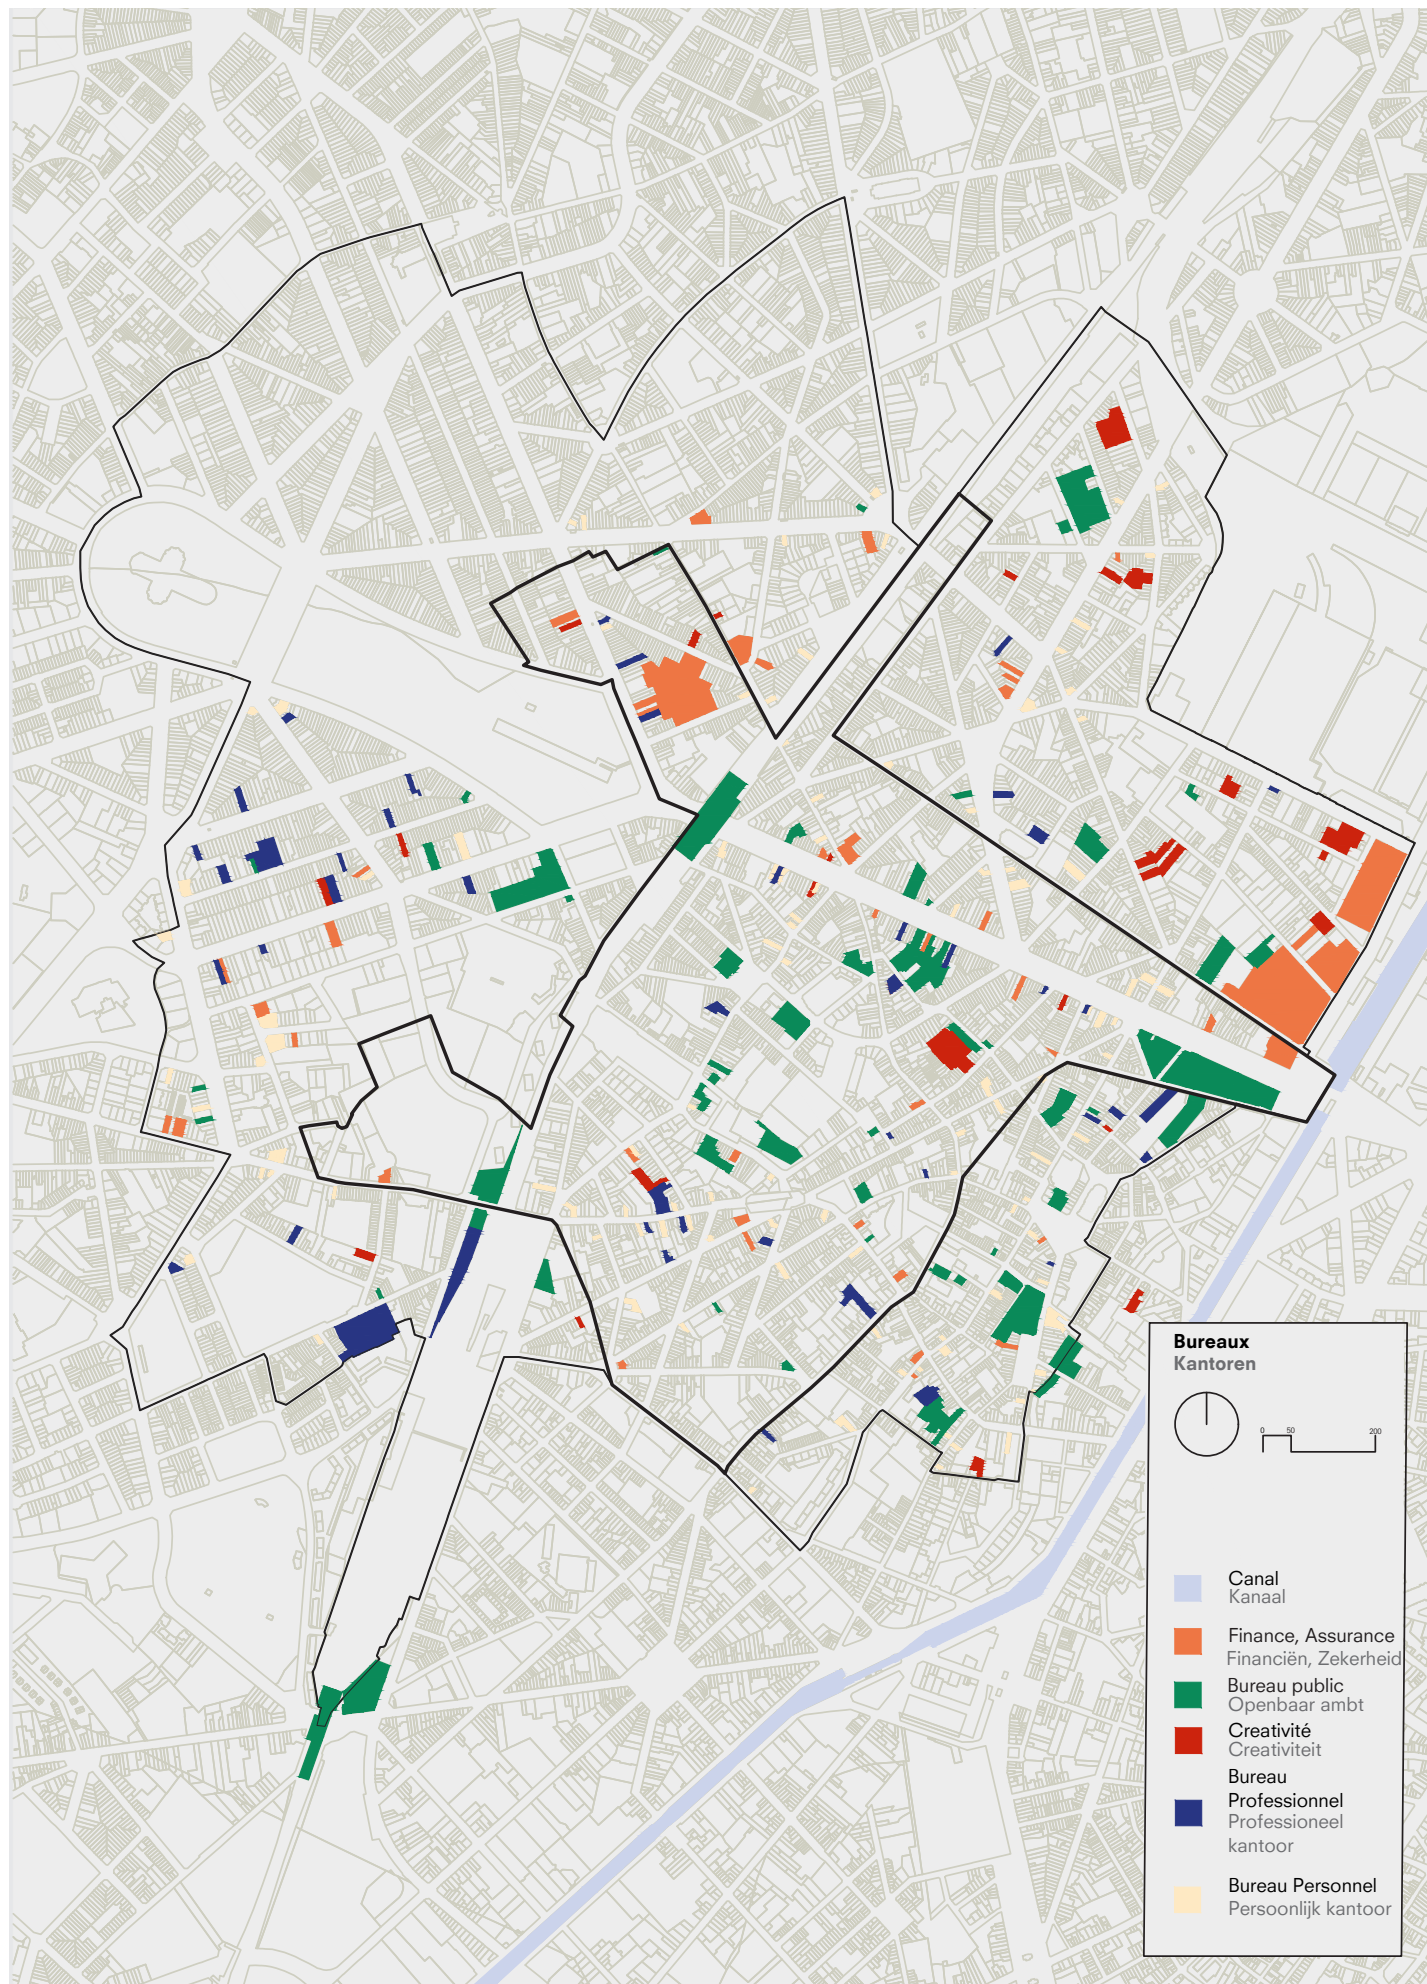 Bureaux
Kantoren
0 50 200
Canal
Kanaal
Finance, Assurance
Financiën, Zekerheid
Bureau public
Openbaar ambt
Creativité
Creativiteit
Bureau
Professionnel
Professioneel
kantoor
Bureau Personnel
Persoonlijk kantoor